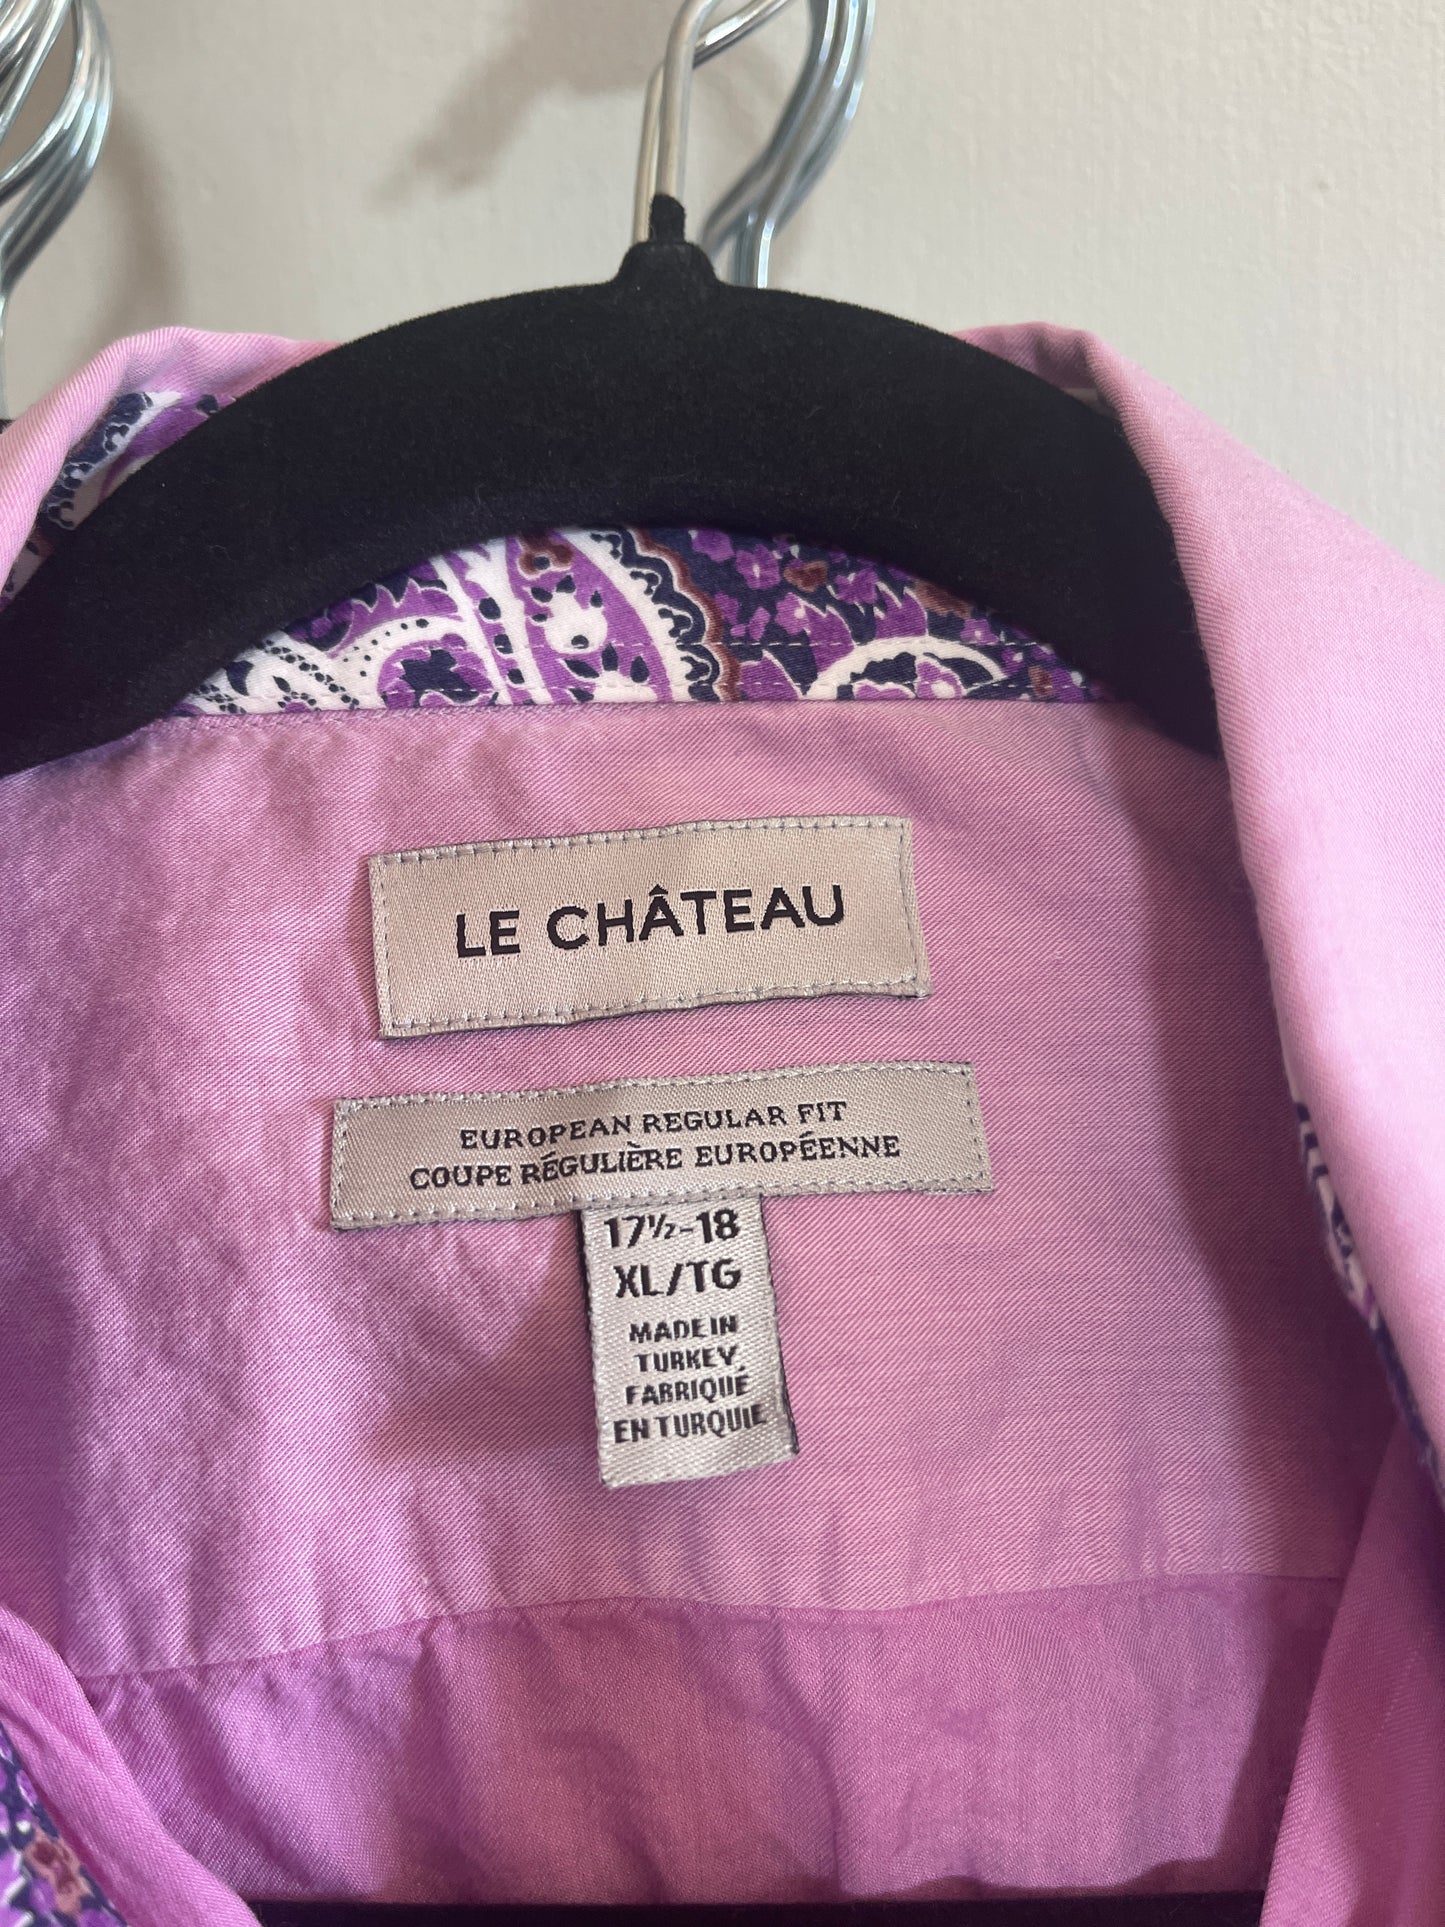 LE CHÂTEAU
EUROPEAN REGULAR FIT
COUPE RÉGULIÈRE EUROPÉENNE
17½-18
XL/TG
MADE IN
TURKEY
FABRIQUÉ
EN TURQUIE